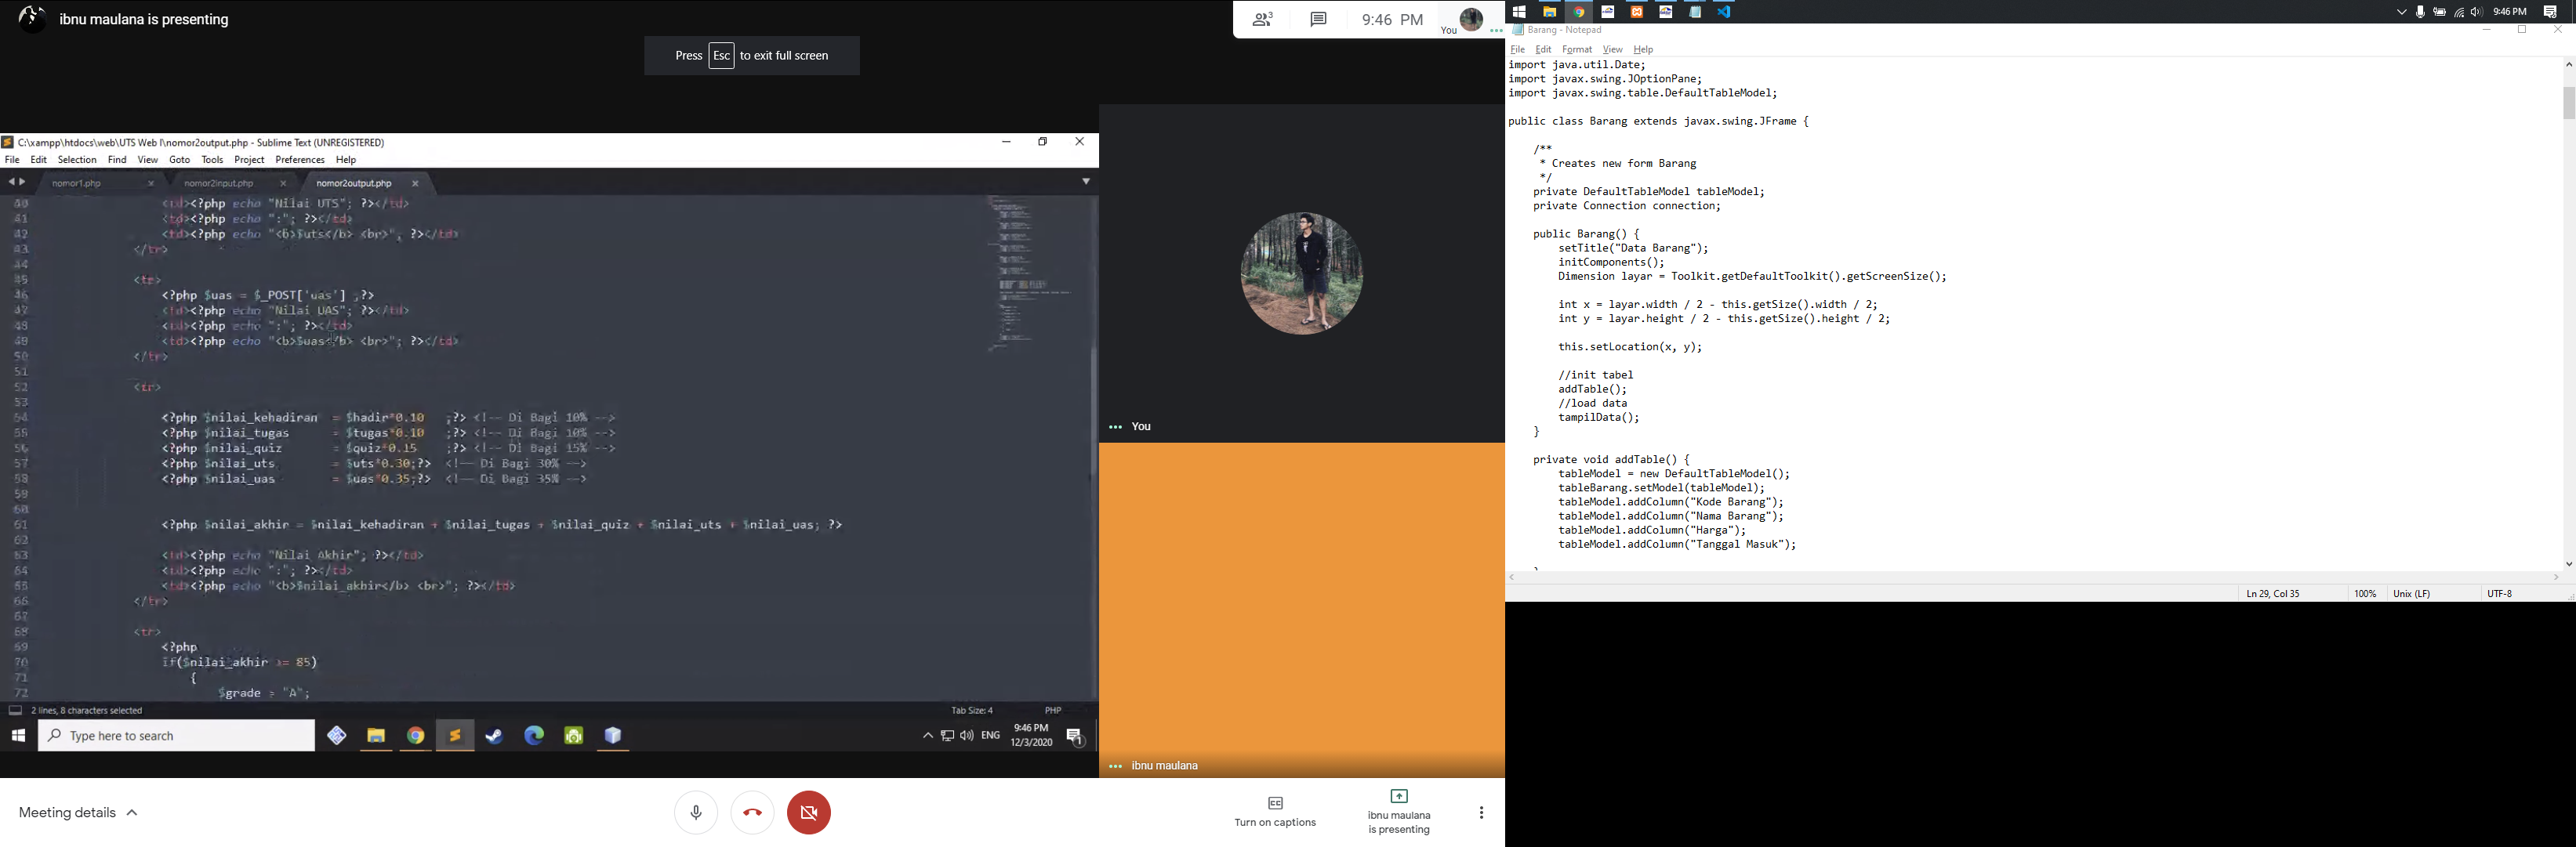 ibnu maulana is presenting
Press Esc to exit full screen
3
9:46 PM
You
C:\xampp\htdocs\web\UTS Web I\nomor2output.php - Sublime Text (UNREGISTERED)
File Edit Selection Find View Goto Tools Project Preferences Help
nomor1.php nomor2input.php nomor2output.php
40 <td><?php echo "Nilai UTS"; ?></td>
41 <td><?php echo ":"; ?></td>
42 <td><?php echo "<b>$uts</b> <br>"; ?></td>
43 </tr>
44
45 <tr>
46 <?php $uas = $_POST['uas'] ;?>
47 <td><?php echo "Nilai UAS"; ?></td>
48 <td><?php echo ":"; ?></td>
49 <td><?php echo "<b>$uas</b> <br>"; ?></td>
50 </tr>
51
52 <tr>
53
54 <?php $nilai_kehadiran = $hadir*0.10 ;?> <!-- Di Bagi 10% -->
55 <?php $nilai_tugas = $tugas*0.10 ;?> <!-- Di Bagi 10% -->
56 <?php $nilai_quiz = $quiz*0.15 ;?> <!-- Di Bagi 15% -->
57 <?php $nilai_uts = $uts*0.30;?> <!-- Di Bagi 30% -->
58 <?php $nilai_uas = $uas*0.35;?> <!-- Di Bagi 35% -->
59
60
61 <?php $nilai_akhir = $nilai_kehadiran + $nilai_tugas + $nilai_quiz + $nilai_uts + $nilai_uas; ?>
62
63 <td><?php echo "Nilai Akhir"; ?></td>
64 <td><?php echo ":"; ?></td>
65 <td><?php echo "<b>$nilai_akhir</b> <br>"; ?></td>
66 </tr>
67
68 <tr>
69 <?php
70 if($nilai_akhir >= 85)
71 {
72 $grade = "A";
2 lines, 8 characters selected
Tab Size: 4 PHP
Type here to search
ENG
9:46 PM
12/3/2020
1
You
ibnu maulana
Meeting details
Turn on captions
ibnu maulana
is presenting
9:46 PM
Barang - Notepad
File Edit Format View Help
import java.util.Date;
import javax.swing.JOptionPane;
import javax.swing.table.DefaultTableModel;
public class Barang extends javax.swing.JFrame {
/**
* Creates new form Barang
*/
private DefaultTableModel tableModel;
private Connection connection;
public Barang() {
setTitle("Data Barang");
initComponents();
Dimension layar = Toolkit.getDefaultToolkit().getScreenSize();
int x = layar.width / 2 - this.getSize().width / 2;
int y = layar.height / 2 - this.getSize().height / 2;
this.setLocation(x, y);
//init tabel
addTable();
//load data
tampilData();
}
private void addTable() {
tableModel = new DefaultTableModel();
tableBarang.setModel(tableModel);
tableModel.addColumn("Kode Barang");
tableModel.addColumn("Nama Barang");
tableModel.addColumn("Harga");
tableModel.addColumn("Tanggal Masuk");
Ln 29, Col 35
100%
Unix (LF)
UTF-8